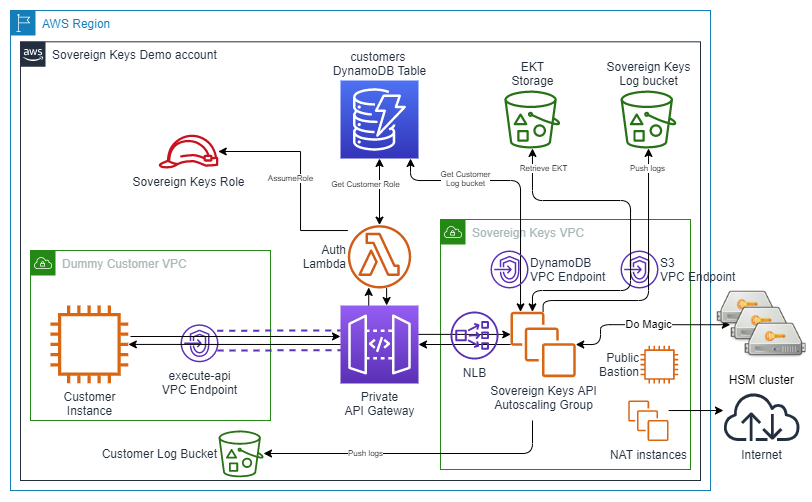 AWS Region
aws
Sovereign Keys Demo account
customers
DynamoDB Table
EKT
Storage
Sovereign Keys
Log bucket
Sovereign Keys Role
AssumeRole
Get Customer Role
Get Customer
Log bucket
Retrieve EKT
Push logs
Auth
Lambda
Sovereign Keys VPC
Dummy Customer VPC
DynamoDB
VPC Endpoint
S3
VPC Endpoint
Do Magic
HSM cluster
execute-api
VPC Endpoint
Customer
Instance
</>
Private
API Gateway
NLB
Sovereign Keys API
Autoscaling Group
Public
Bastion
NAT instances
Internet
Customer Log Bucket
Push logs